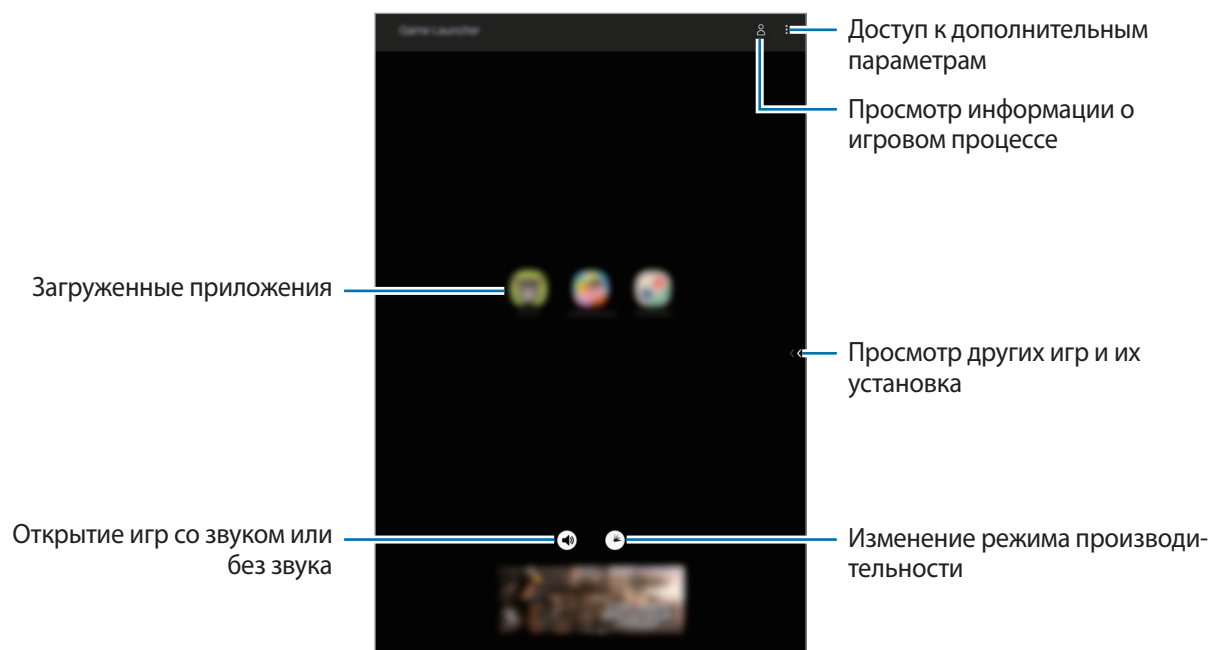 Game Launcher
Доступ к дополнительным
параметрам
Просмотр информации о
игровом процессе
Загруженные приложения
Просмотр других игр и их
установка
Открытие игр со звуком или
без звука
Изменение режима производи-
тельности